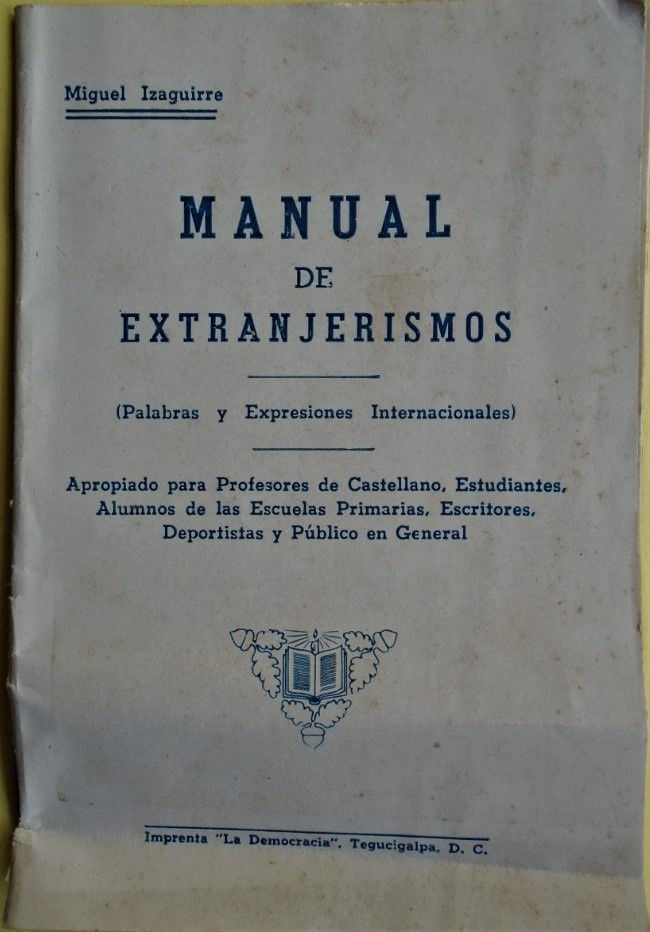 Miguel Izaguirre
MANUAL
DE
EXTRANJERISMOS
(Palabras y Expresiones Internacionales)
Apropiado para Profesores de Castellano, Estudiantes,
Alumnos de las Escuelas Primarias, Escritores,
Deportistas y Público en General
Imprenta "La Democracia", Tegucigalpa, D. C.